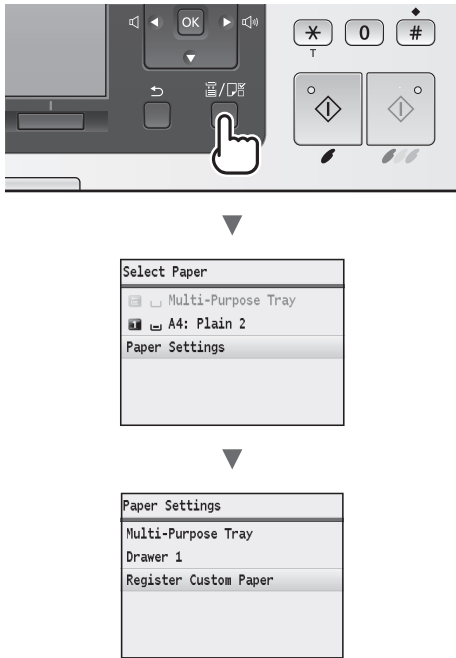 OK
* 0 #
T
Select Paper
Multi-Purpose Tray
1 A4: Plain 2
Paper Settings
Paper Settings
Multi-Purpose Tray
Drawer 1
Register Custom Paper